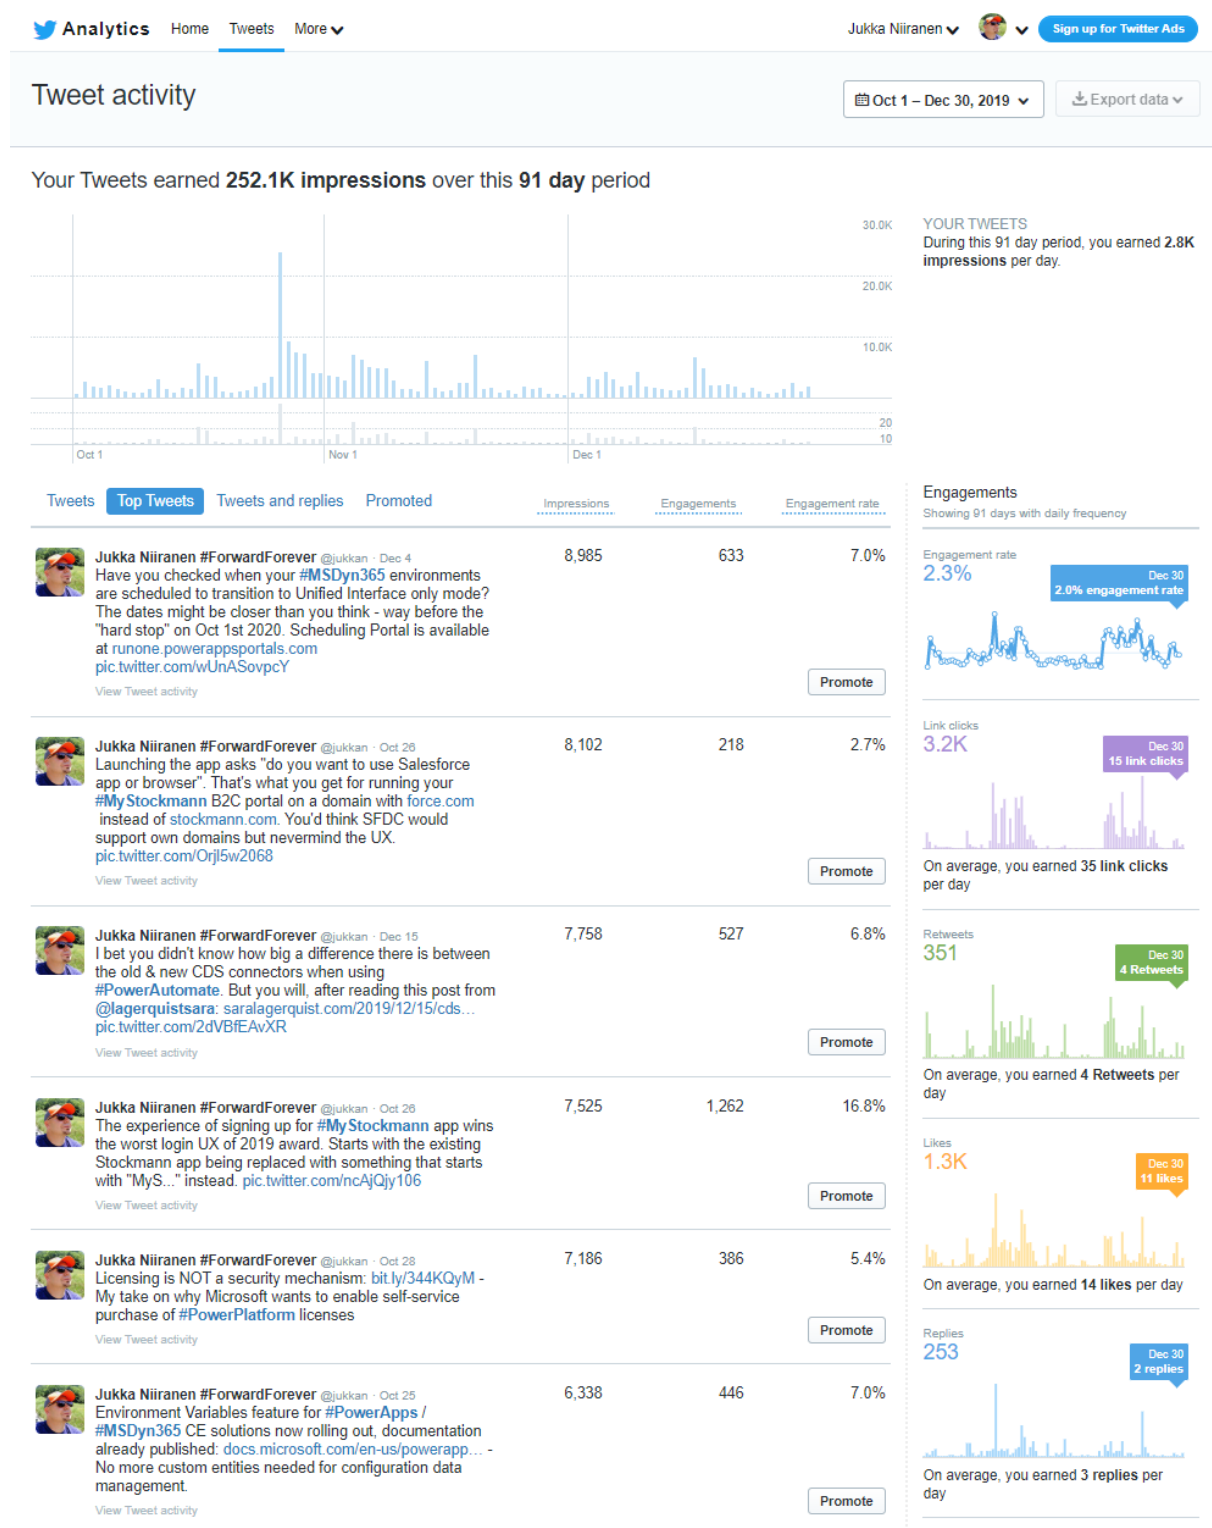 Analytics Home Tweets More Jukka Niiranen Sign up for Twitter Ads
Tweet activity
Oct 1 – Dec 30, 2019 Export data
Your Tweets earned 252.1K impressions over this 91 day period
30.0K
20.0K
10.0K
20
10
Oct 1 Nov 1 Dec 1
YOUR TWEETS
During this 91 day period, you earned 2.8K
impressions per day.
Tweets Top Tweets Tweets and replies Promoted Impressions Engagements Engagement rate
Jukka Niiranen #ForwardForever @jukkan · Dec 4 8,985 633 7.0%
Have you checked when your #MSDyn365 environments
are scheduled to transition to Unified Interface only mode?
The dates might be closer than you think - way before the
"hard stop" on Oct 1st 2020. Scheduling Portal is available
at runone.powerappsportals.com
pic.twitter.com/wUnASovpcY
View Tweet activity
Promote
Jukka Niiranen #ForwardForever @jukkan · Oct 26 8,102 218 2.7%
Launching the app asks "do you want to use Salesforce
app or browser". That's what you get for running your
#MyStockmann B2C portal on a domain with force.com
instead of stockmann.com. You'd think SFDC would
support own domains but nevermind the UX.
pic.twitter.com/Orjl5w2068
View Tweet activity
Promote
Jukka Niiranen #ForwardForever @jukkan · Dec 15 7,758 527 6.8%
I bet you didn't know how big a difference there is between
the old & new CDS connectors when using
#PowerAutomate. But you will, after reading this post from
@lagerquistsara: saralagerquist.com/2019/12/15/cds…
pic.twitter.com/2dVBfEAvXR
View Tweet activity
Promote
Jukka Niiranen #ForwardForever @jukkan · Oct 26 7,525 1,262 16.8%
The experience of signing up for #MyStockmann app wins
the worst login UX of 2019 award. Starts with the existing
Stockmann app being replaced with something that starts
with "MyS..." instead. pic.twitter.com/ncAjQjy106
View Tweet activity
Promote
Jukka Niiranen #ForwardForever @jukkan · Oct 28 7,186 386 5.4%
Licensing is NOT a security mechanism: bit.ly/344KQyM -
My take on why Microsoft wants to enable self-service
purchase of #PowerPlatform licenses
View Tweet activity
Promote
Jukka Niiranen #ForwardForever @jukkan · Oct 25 6,338 446 7.0%
Environment Variables feature for #PowerApps /
#MSDyn365 CE solutions now rolling out, documentation
already published: docs.microsoft.com/en-us/powerapp… -
No more custom entities needed for configuration data
management.
View Tweet activity
Promote
Engagements
Showing 91 days with daily frequency
Engagement rate
2.3%
Dec 30
2.0% engagement rate
Link clicks
3.2K
Dec 30
15 link clicks
On average, you earned 35 link clicks
per day
Retweets
351
Dec 30
4 Retweets
On average, you earned 4 Retweets per
day
Likes
1.3K
Dec 30
11 likes
On average, you earned 14 likes per day
Replies
253
Dec 30
2 replies
On average, you earned 3 replies per
day